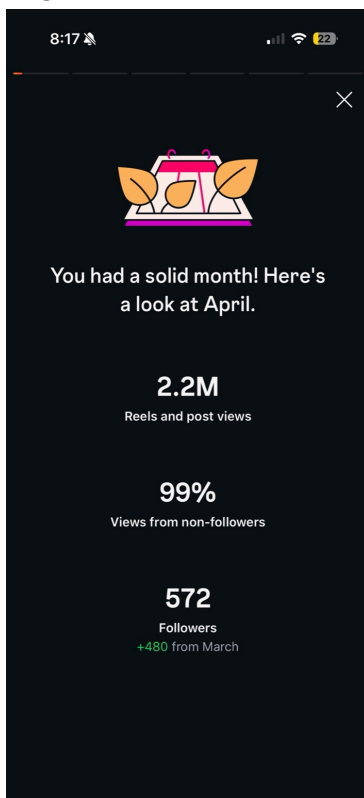 8:17
22
You had a solid month! Here's
a look at April.
2.2M
Reels and post views
99%
Views from non-followers
572
Followers
+480 from March